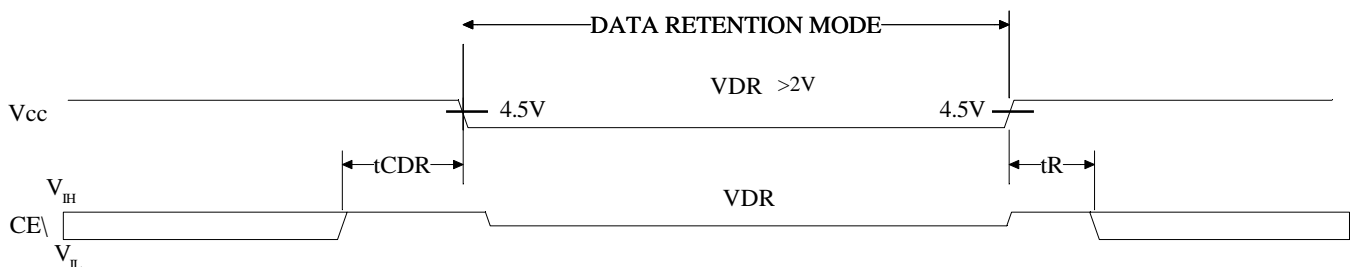 DATA RETENTION MODE
VDR >2V
Vcc 4.5V 4.5V
tCDR tR
VIH
VDR
CE\
VIL